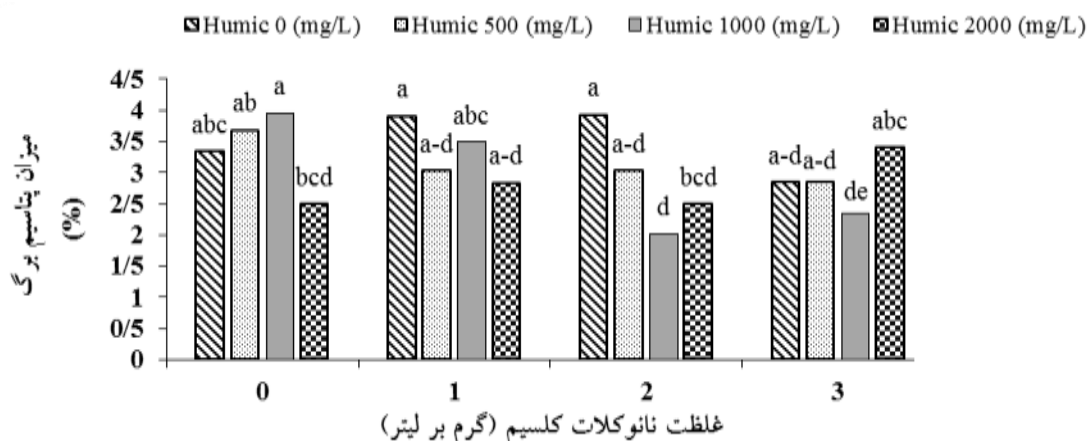 Humic 0 (mg/L) Humic 500 (mg/L) Humic 1000 (mg/L) Humic 2000 (mg/L)
میزان پتاسیم برگ
(%)
4/5
4
3/5
3
2/5
2
1/5
1
0/5
0
abc ab a bcd
a a-d abc a-d
a a-d d bcd
a-d a-d de abc
0 1 2 3
غلظت نانوکلات کلسیم (گرم بر لیتر)